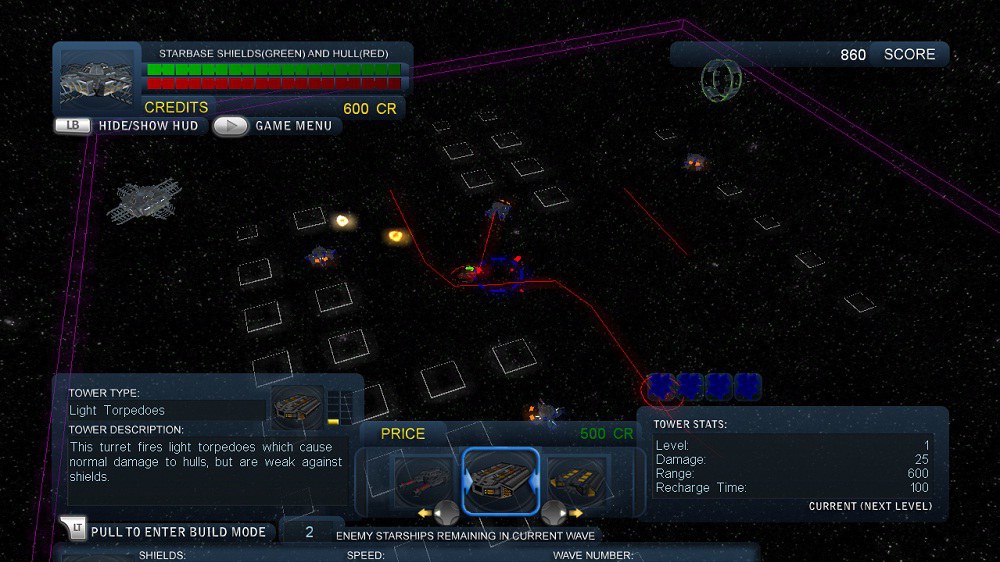 STARBASE SHIELDS(GREEN) AND HULL(RED)
CREDITS 600 CR
LB HIDE/SHOW HUD GAME MENU
860 SCORE
TOWER TYPE:
Light Torpedoes
TOWER DESCRIPTION:
This turret fires light torpedoes which cause
normal damage to hulls, but are weak against
shields.
PRICE 500 CR
TOWER STATS:
Level: 1
Damage: 25
Range: 600
Recharge Time: 100
CURRENT (NEXT LEVEL)
LT PULL TO ENTER BUILD MODE
2 ENEMY STARSHIPS REMAINING IN CURRENT WAVE
SHIELDS: SPEED: WAVE NUMBER: